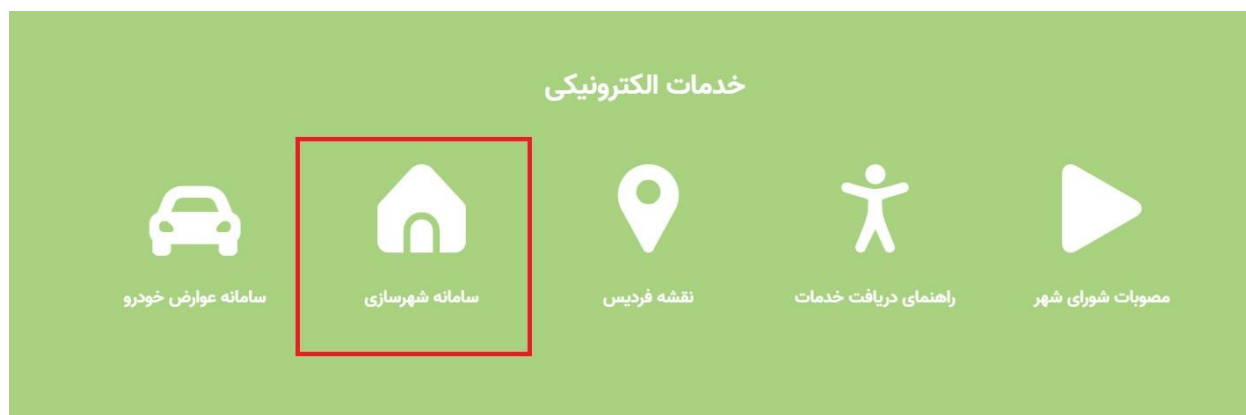 خدمات الکترونیکی
مصوبات شورای شهر
راهنمای دریافت خدمات
نقشه فردیس
سامانه شهرسازی
سامانه عوارض خودرو